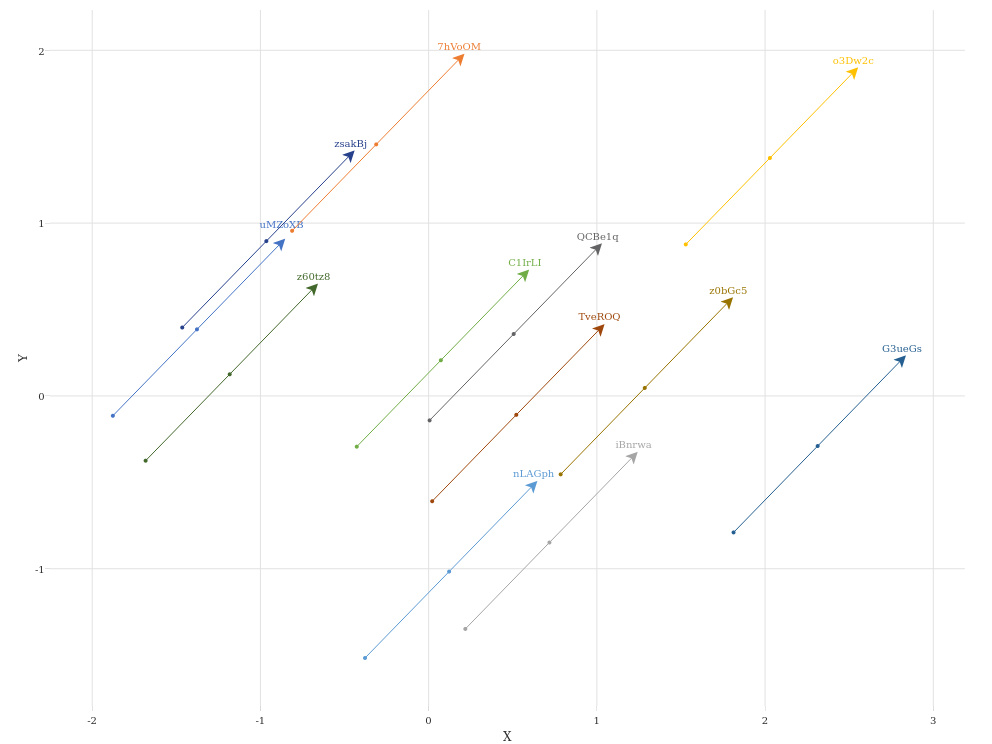 7hVoOM
2
o3Dw2c
zsakBj
uMZoXB
1
QCBe1q
C1IrLI
z60tz8
z0bGc5
TveROQ
G3ueGs
Y
0
iBnrwa
nLAGph
-1
-2 -1 0 1 2 3
X